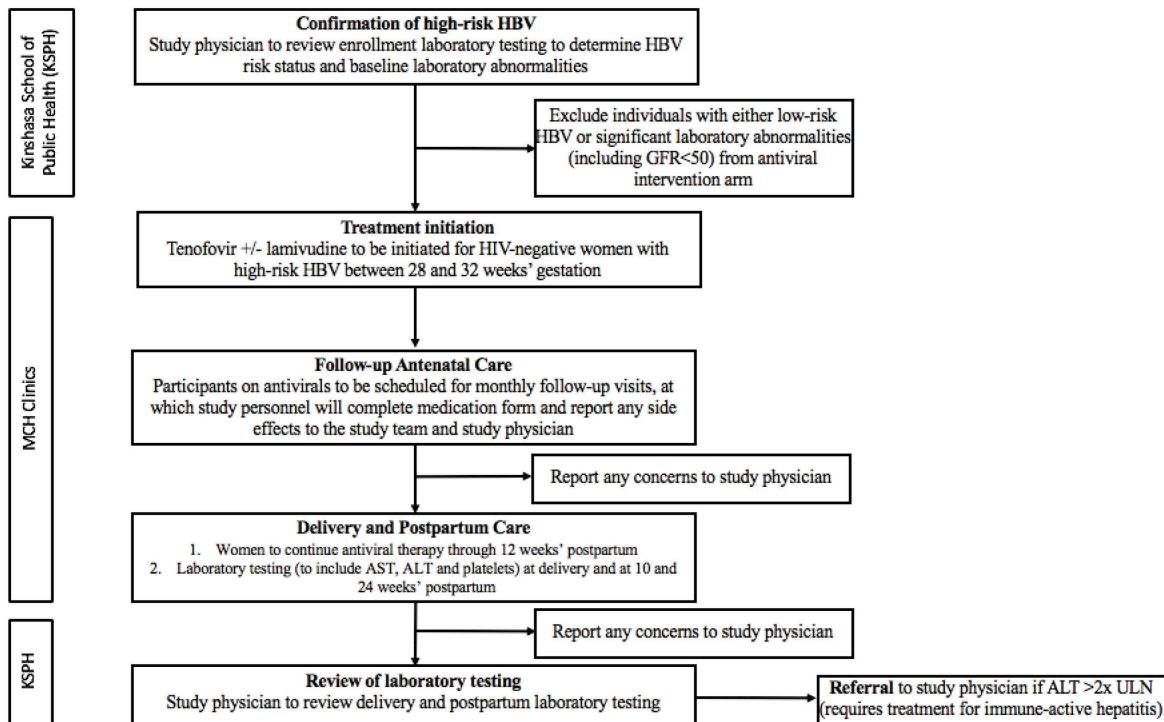 Kinshasa School of
Public Health (KSPH)
Confirmation of high-risk HBV
Study physician to review enrollment laboratory testing to determine HBV
risk status and baseline laboratory abnormalities
Exclude individuals with either low-risk
HBV or significant laboratory abnormalities
(including GFR<50) from antiviral
intervention arm
MCH Clinics
Treatment initiation
Tenofovir +/- lamivudine to be initiated for HIV-negative women with
high-risk HBV between 28 and 32 weeks’ gestation
Follow-up Antenatal Care
Participants on antivirals to be scheduled for monthly follow-up visits, at
which study personnel will complete medication form and report any side
effects to the study team and study physician
Report any concerns to study physician
Delivery and Postpartum Care
1. Women to continue antiviral therapy through 12 weeks’ postpartum
2. Laboratory testing (to include AST, ALT and platelets) at delivery and at 10 and
24 weeks’ postpartum
KSPH
Report any concerns to study physician
Review of laboratory testing
Study physician to review delivery and postpartum laboratory testing
Referral to study physician if ALT >2x ULN
(requires treatment for immune-active hepatitis)